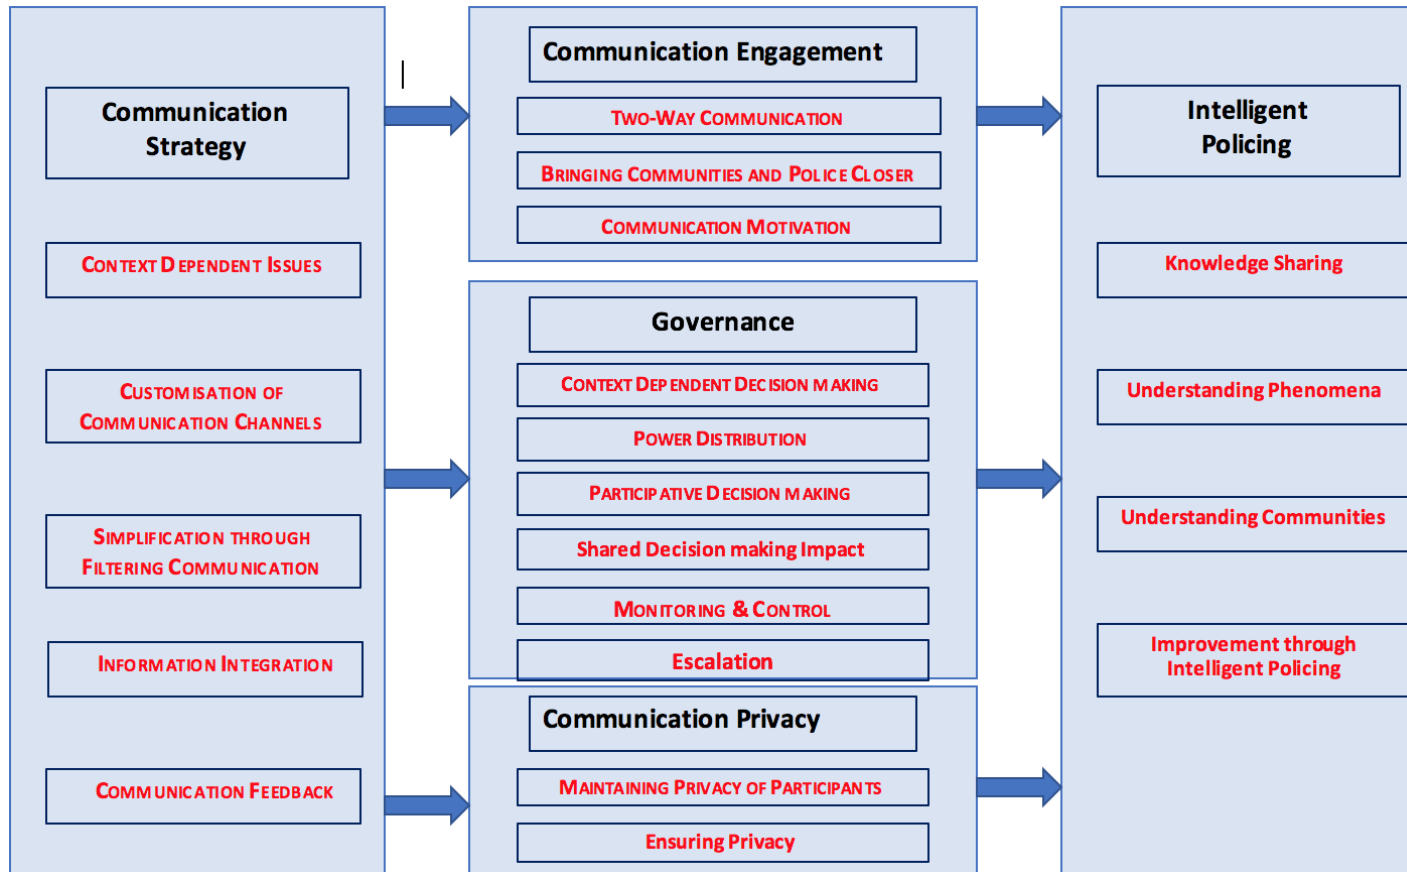 Communication
Strategy
CONTEXT DEPENDENT ISSUES
CUSTOMISATION OF
COMMUNICATION CHANNELS
SIMPLIFICATION THROUGH
FILTERING COMMUNICATION
INFORMATION INTEGRATION
COMMUNICATION FEEDBACK
Communication Engagement
TWO-WAY COMMUNICATION
BRINGING COMMUNITIES AND POLICE CLOSER
COMMUNICATION MOTIVATION
Governance
CONTEXT DEPENDENT DECISION MAKING
POWER DISTRIBUTION
PARTICIPATIVE DECISION MAKING
Shared Decision making Impact
MONITORING & CONTROL
Escalation
Communication Privacy
MAINTAINING PRIVACY OF PARTICIPANTS
Ensuring Privacy
Intelligent
Policing
Knowledge Sharing
Understanding Phenomena
Understanding Communities
Improvement through
Intelligent Policing